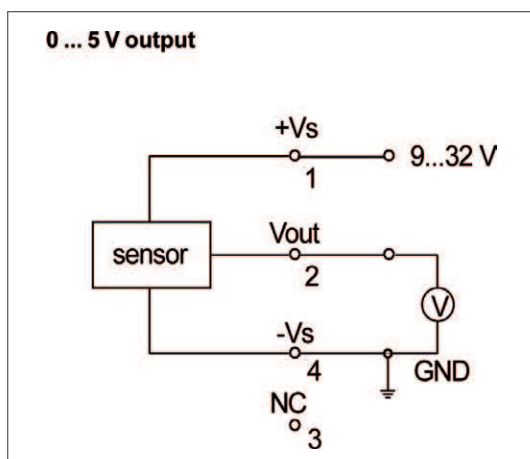 0 ... 5 V output
+Vs
9...32 V
1
Vout
sensor
2
V
-Vs
4
GND
NC
3